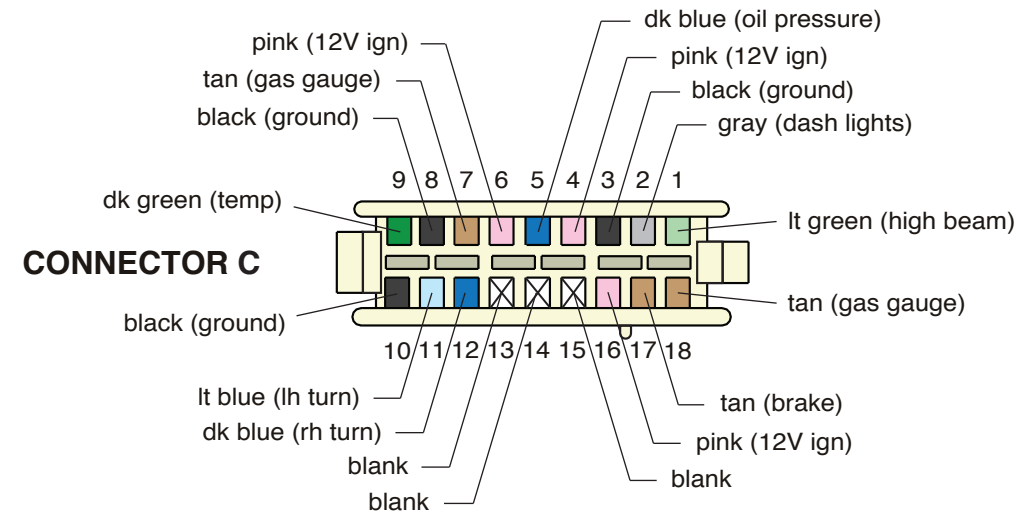 dk blue (oil pressure)
pink (12V ign)
pink (12V ign)
tan (gas gauge)
black (ground)
black (ground)
gray (dash lights)
9 8 7 6 5 4 3 2 1
dk green (temp)
lt green (high beam)
CONNECTOR C
tan (gas gauge)
black (ground)
10 11 12 13 14 15 16 17 18
lt blue (lh turn)
tan (brake)
dk blue (rh turn)
pink (12V ign)
blank
blank
blank